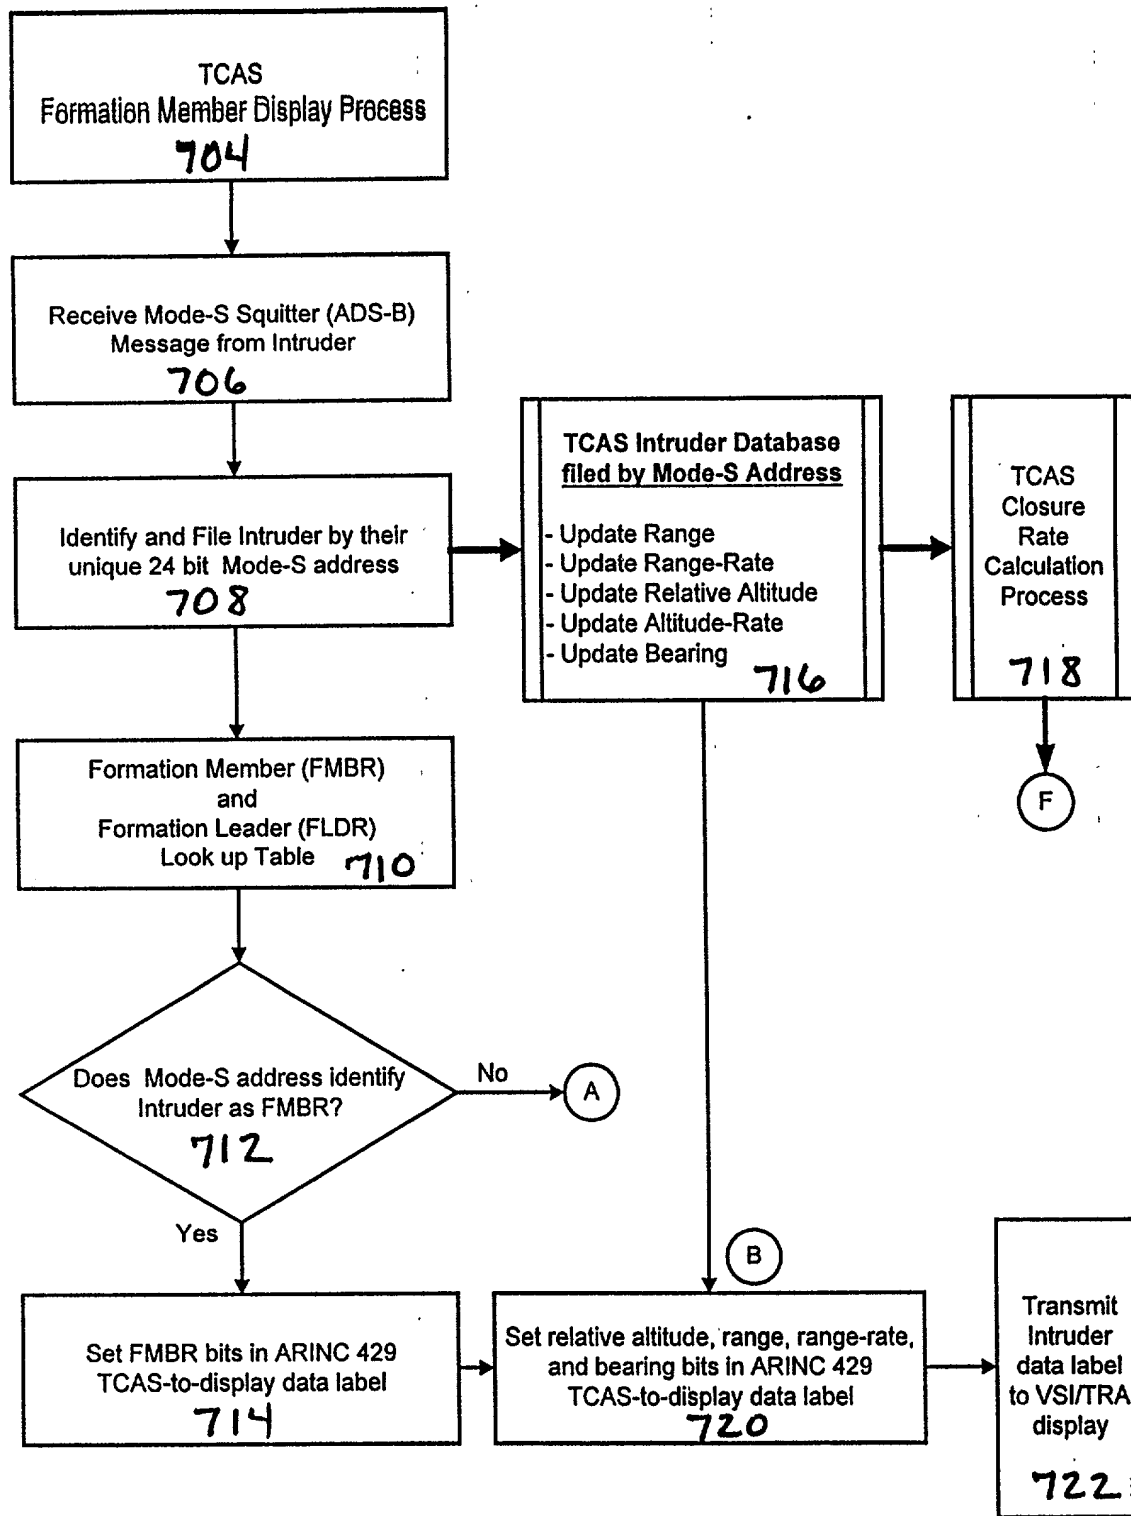 TCAS
Formation Member Display Process
704
Receive Mode-S Squitter (ADS-B)
Message from Intruder
706
Identify and File Intruder by their
unique 24 bit Mode-S address
708
TCAS Intruder Database
filed by Mode-S Address
- Update Range
- Update Range-Rate
- Update Relative Altitude
- Update Altitude-Rate
- Update Bearing
716
TCAS
Closure
Rate
Calculation
Process
718
F
Formation Member (FMBR)
and
Formation Leader (FLDR)
Look up Table
710
Does Mode-S address identify
Intruder as FMBR?
712
No
A
Yes
B
Set FMBR bits in ARINC 429
TCAS-to-display data label
714
Set relative altitude, range, range-rate,
and bearing bits in ARINC 429
TCAS-to-display data label
720
Transmit
Intruder
data label
to VSI/TRA
display
722